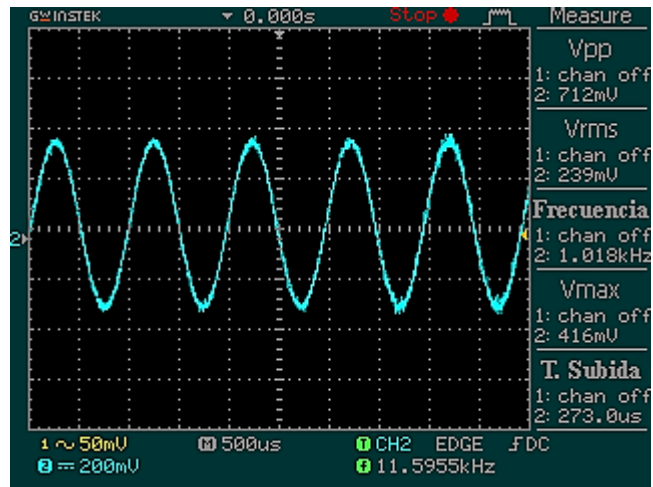 GWINSTEK 0.000s Stop Measure
Vpp
1: chan off
2: 712mV
Vrms
1: chan off
2: 239mV
Frecuencia
1: chan off
2: 1.018kHz
Vmax
1: chan off
2: 416mV
T. Subida
1: chan off
2: 273.0us
2
1 ~ 50mV M 500us T CH2 EDGE DC
2 200mV f 11.5955kHz